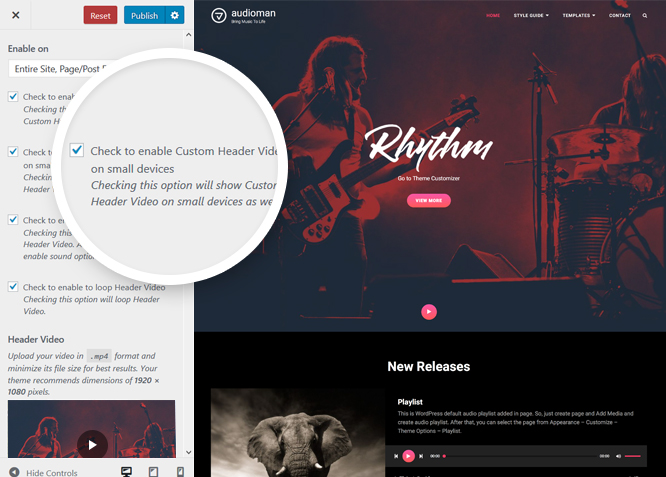 Reset
Publish
Enable on
Entire Site, Page/Post
Check to enab
Checking th
Custom H
Check to
on small
Checking
Header
Check to en
Checking this
Header Video. A
enable sound optio
Check to enable to loop Header Video
Checking this option will loop Header
Video.
Header Video
Upload your video in .mp4 format and
minimize its file size for best results. Your
theme recommends dimensions of 1920 ×
1080 pixels.
Hide Controls
Check to enable Custom Header Vide
on small devices
Checking this option will show Custom
Header Video on small devices as we
audioman
Bring Music To Life
HOME STYLE GUIDE TEMPLATES CONTACT
Rhythm
Go to Theme Customizer
VIEW MORE
New Releases
Playlist
This is WordPress default audio playlist added in page. So, just create page and Add Media and
create audio playlist. After that, you can select the page from Appearance – Customize –
Theme Options – Playlist.
00:00 00:00